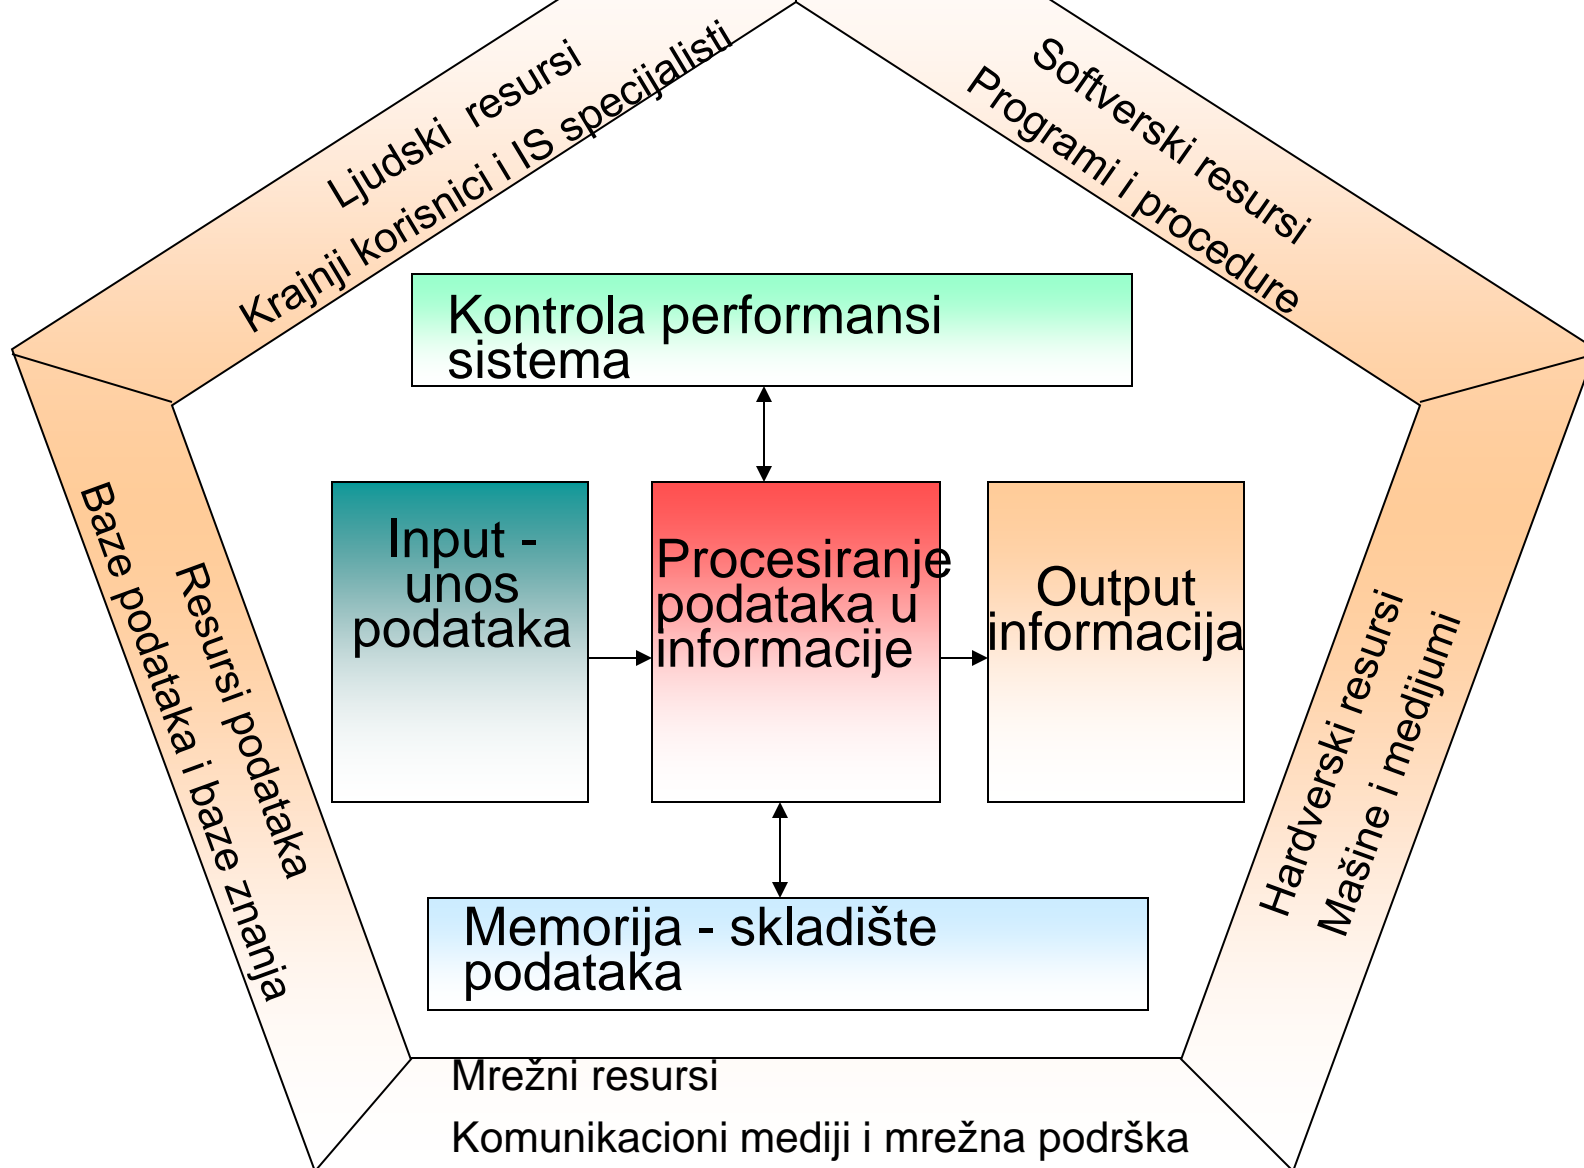 Ljudski resursi
Krajnji korisnici i IS specijalisti
Softverski resursi
Programi i procedure
Kontrola performansi
sistema
Input -
unos
podataka
Procesiranje
podataka u
informacije
Output
informacija
Resursi podataka
Baze podataka i baze znanja
Hardverski resursi
Mašine i medijumi
Memorija - skladište
podataka
Mrežni resursi
Komunikacioni mediji i mrežna podrška